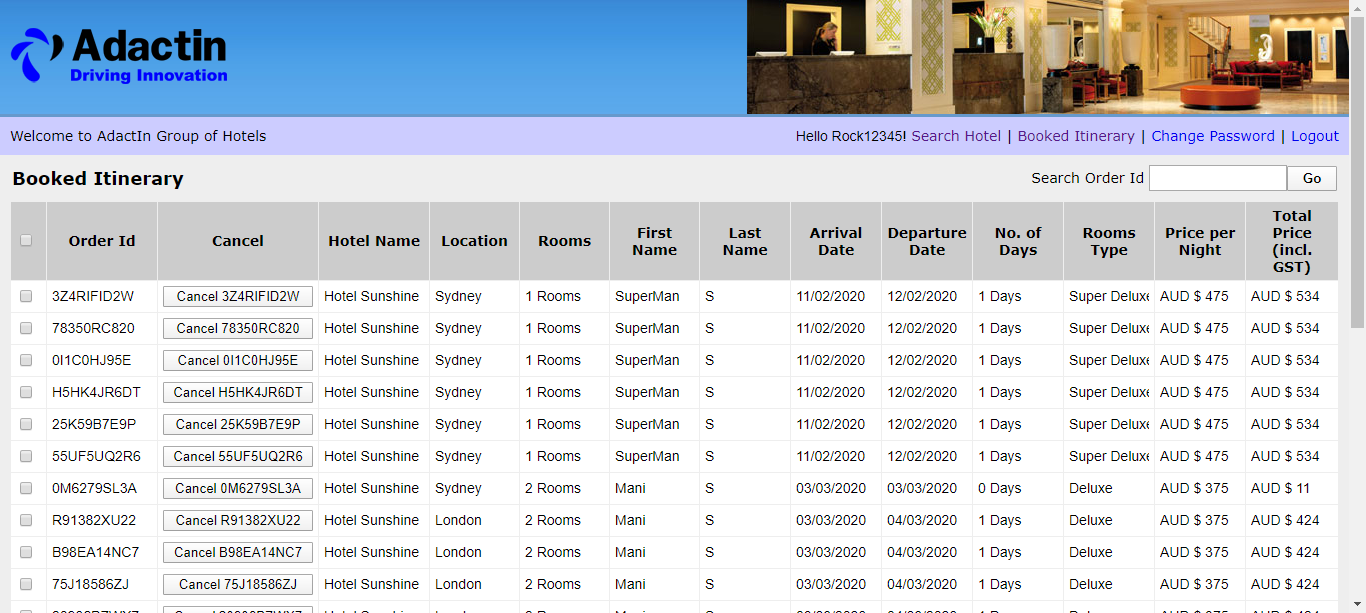 Adactin
Driving Innovation
Welcome to AdactIn Group of Hotels
Hello Rock12345! Search Hotel | Booked Itinerary | Change Password | Logout
Booked Itinerary
Search Order Id Go
Order Id Cancel Hotel Name Location Rooms First Name Last Name Arrival Date Departure Date No. of Days Rooms Type Price per Night Total Price (incl. GST)
3Z4RIFID2W Cancel 3Z4RIFID2W Hotel Sunshine Sydney 1 Rooms SuperMan S 11/02/2020 12/02/2020 1 Days Super Deluxe AUD $ 475 AUD $ 534
78350RC820 Cancel 78350RC820 Hotel Sunshine Sydney 1 Rooms SuperMan S 11/02/2020 12/02/2020 1 Days Super Deluxe AUD $ 475 AUD $ 534
0I1C0HJ95E Cancel 0I1C0HJ95E Hotel Sunshine Sydney 1 Rooms SuperMan S 11/02/2020 12/02/2020 1 Days Super Deluxe AUD $ 475 AUD $ 534
H5HK4JR6DT Cancel H5HK4JR6DT Hotel Sunshine Sydney 1 Rooms SuperMan S 11/02/2020 12/02/2020 1 Days Super Deluxe AUD $ 475 AUD $ 534
25K59B7E9P Cancel 25K59B7E9P Hotel Sunshine Sydney 1 Rooms SuperMan S 11/02/2020 12/02/2020 1 Days Super Deluxe AUD $ 475 AUD $ 534
55UF5UQ2R6 Cancel 55UF5UQ2R6 Hotel Sunshine Sydney 1 Rooms SuperMan S 11/02/2020 12/02/2020 1 Days Super Deluxe AUD $ 475 AUD $ 534
0M6279SL3A Cancel 0M6279SL3A Hotel Sunshine Sydney 2 Rooms Mani S 03/03/2020 03/03/2020 0 Days Deluxe AUD $ 375 AUD $ 11
R91382XU22 Cancel R91382XU22 Hotel Sunshine London 2 Rooms Mani S 03/03/2020 04/03/2020 1 Days Deluxe AUD $ 375 AUD $ 424
B98EA14NC7 Cancel B98EA14NC7 Hotel Sunshine London 2 Rooms Mani S 03/03/2020 04/03/2020 1 Days Deluxe AUD $ 375 AUD $ 424
75J18586ZJ Cancel 75J18586ZJ Hotel Sunshine London 2 Rooms Mani S 03/03/2020 04/03/2020 1 Days Deluxe AUD $ 375 AUD $ 424